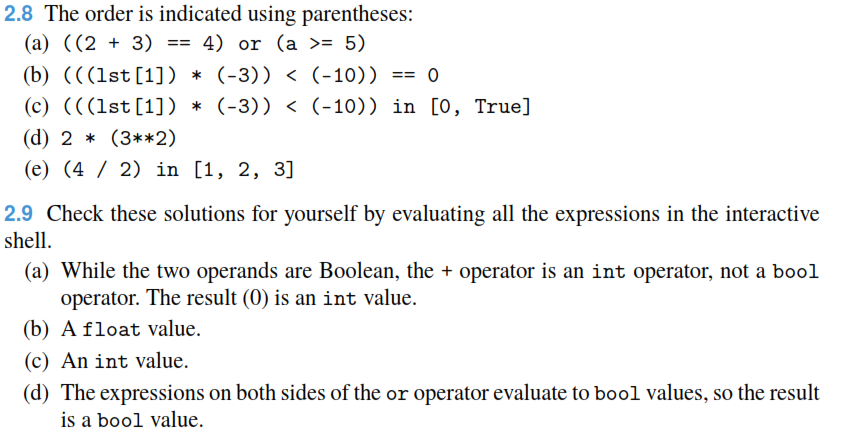 2.8 The order is indicated using parentheses:
(a) ((2 + 3) == 4) or (a >= 5)
(b) (((lst[1]) * (-3)) < (-10)) == 0
(c) (((lst[1]) * (-3)) < (-10)) in [0, True]
(d) 2 * (3**2)
(e) (4 / 2) in [1, 2, 3]
2.9 Check these solutions for yourself by evaluating all the expressions in the interactive
shell.
(a) While the two operands are Boolean, the + operator is an int operator, not a bool
operator. The result (0) is an int value.
(b) A float value.
(c) An int value.
(d) The expressions on both sides of the or operator evaluate to bool values, so the result
is a bool value.